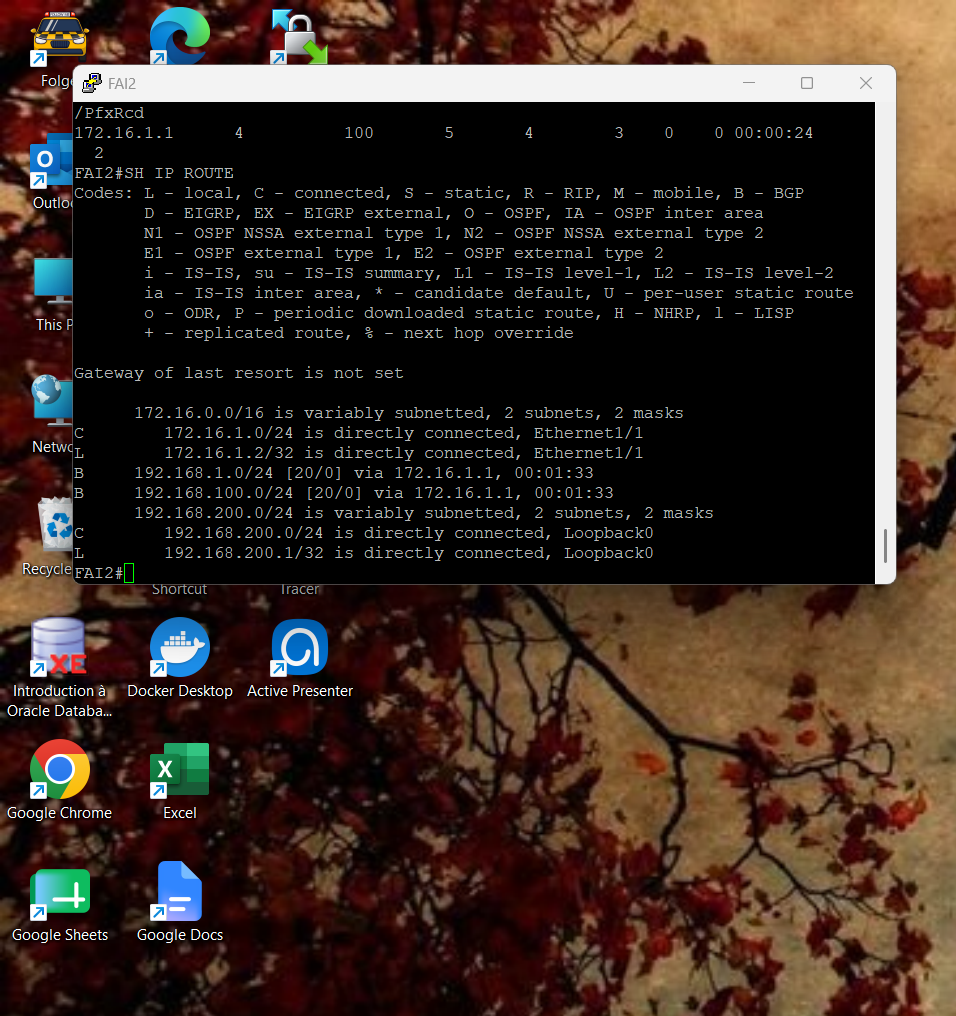 Folge
FAI2
/PfxRcd
172.16.1.1 4 100 5 4 3 0 0 00:00:24
2
FAI2#SH IP ROUTE
Codes: L - local, C - connected, S - static, R - RIP, M - mobile, B - BGP
D - EIGRP, EX - EIGRP external, O - OSPF, IA - OSPF inter area
N1 - OSPF NSSA external type 1, N2 - OSPF NSSA external type 2
E1 - OSPF external type 1, E2 - OSPF external type 2
i - IS-IS, su - IS-IS summary, L1 - IS-IS level-1, L2 - IS-IS level-2
ia - IS-IS inter area, * - candidate default, U - per-user static route
o - ODR, P - periodic downloaded static route, H - NHRP, l - LISP
+ - replicated route, % - next hop override
Gateway of last resort is not set
172.16.0.0/16 is variably subnetted, 2 subnets, 2 masks
C 172.16.1.0/24 is directly connected, Ethernet1/1
L 172.16.1.2/32 is directly connected, Ethernet1/1
B 192.168.1.0/24 [20/0] via 172.16.1.1, 00:01:33
B 192.168.100.0/24 [20/0] via 172.16.1.1, 00:01:33
192.168.200.0/24 is variably subnetted, 2 subnets, 2 masks
C 192.168.200.0/24 is directly connected, Loopback0
L 192.168.200.1/32 is directly connected, Loopback0
FAI2#
Outlo
This P
Netwo
Recycle
Shortcut
Tracer
XE
Introduction à
Oracle Databa...
Docker Desktop
Active Presenter
Google Chrome
X
Excel
Google Sheets
Google Docs